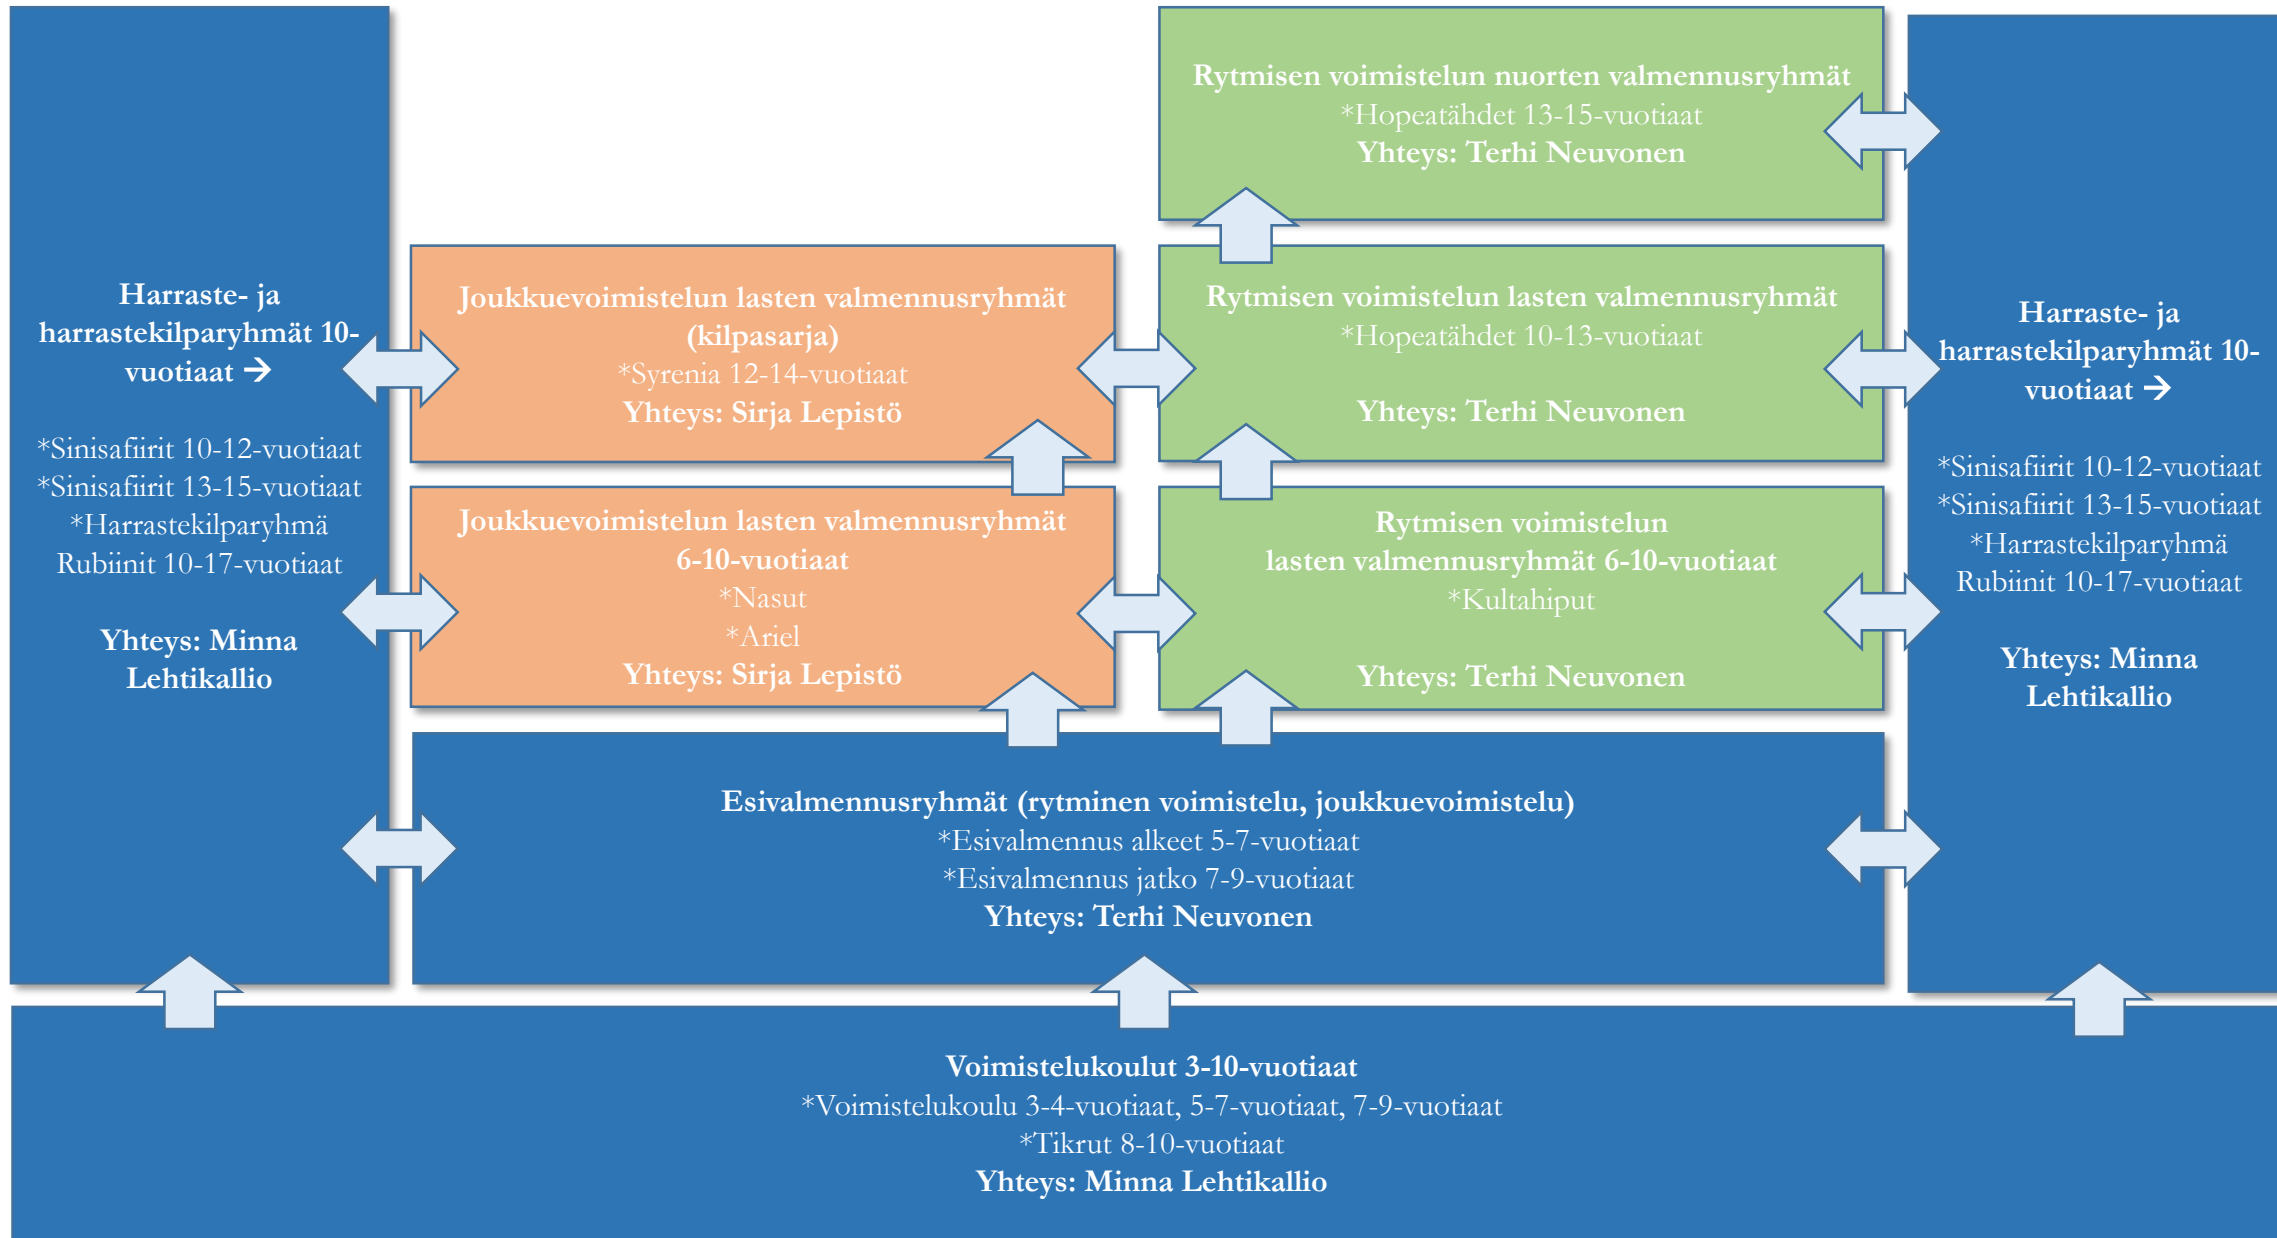 Rytmisen voimistelun nuorten valmennusryhmät
*Hopeatähdet 13-15-vuotiaat
Yhteys: Terhi Neuvonen
Harraste- ja
harrastekilparyhmät 10-
vuotiaat →
*Sinisafiirit 10-12-vuotiaat
*Sinisafiirit 13-15-vuotiaat
*Harrastekilparyhmä
Rubiinit 10-17-vuotiaat
Yhteys: Minna
Lehtikallio
Joukkuevoimistelun lasten valmennusryhmät
(kilpasarja)
*Syrenia 12-14-vuotiaat
Yhteys: Sirja Lepistö
Rytmisen voimistelun lasten valmennusryhmät
*Hopeatähdet 10-13-vuotiaat
Yhteys: Terhi Neuvonen
Harraste- ja
harrastekilparyhmät 10-
vuotiaat →
*Sinisafiirit 10-12-vuotiaat
*Sinisafiirit 13-15-vuotiaat
*Harrastekilparyhmä
Rubiinit 10-17-vuotiaat
Yhteys: Minna
Lehtikallio
Joukkuevoimistelun lasten valmennusryhmät
6-10-vuotiaat
*Nasut
*Ariel
Yhteys: Sirja Lepistö
Rytmisen voimistelun
lasten valmennusryhmät 6-10-vuotiaat
*Kultahiput
Yhteys: Terhi Neuvonen
Esivalmennusryhmät (rytminen voimistelu, joukkuevoimistelu)
*Esivalmennus alkeet 5-7-vuotiaat
*Esivalmennus jatko 7-9-vuotiaat
Yhteys: Terhi Neuvonen
Voimistelukoulut 3-10-vuotiaat
*Voimistelukoulu 3-4-vuotiaat, 5-7-vuotiaat, 7-9-vuotiaat
*Tikrut 8-10-vuotiaat
Yhteys: Minna Lehtikallio